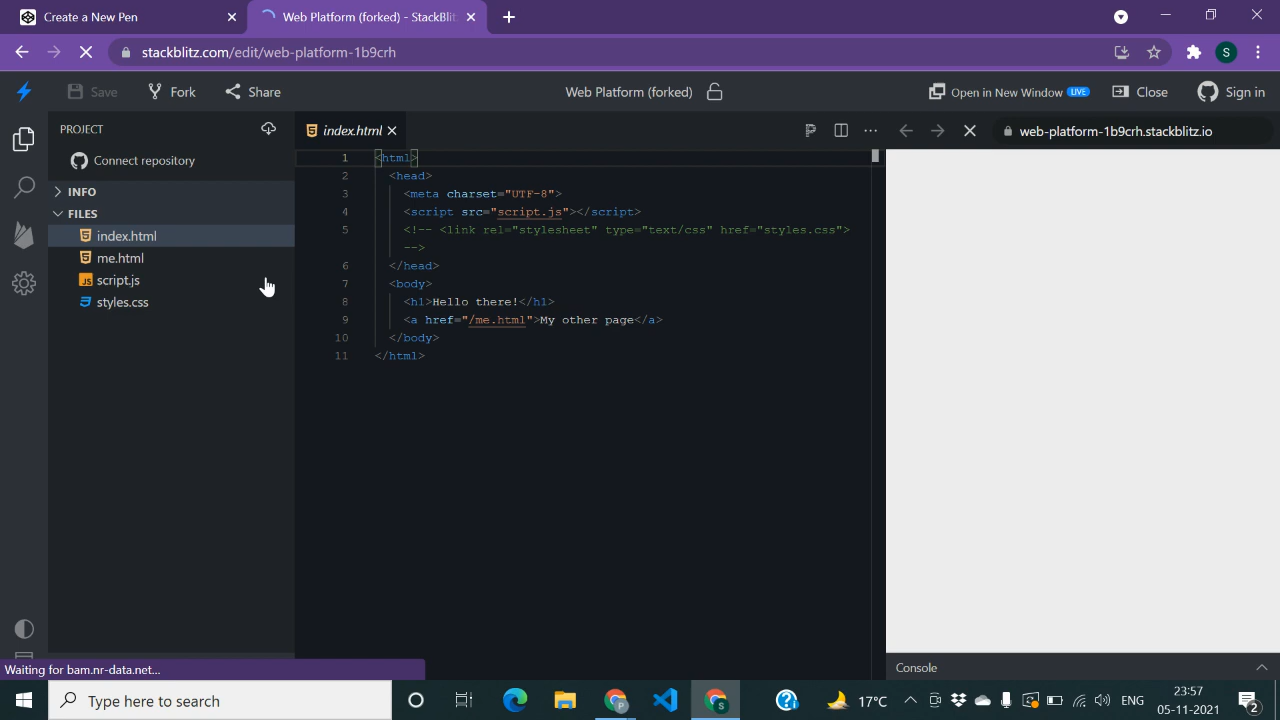 Create a New Pen
Web Platform (forked) - StackBlitz
stackblitz.com/edit/web-platform-1b9crh
S
Save
Fork
Share
Web Platform (forked)
Open in New Window LIVE
Close
Sign in
PROJECT
Connect repository
INFO
FILES
index.html
me.html
JS script.js
styles.css
index.html
web-platform-1b9crh.stackblitz.io
1 <html>
2 <head>
3 <meta charset="UTF-8">
4 <script src="script.js"></script>
5 <!-- <link rel="stylesheet" type="text/css" href="styles.css">
-->
6 </head>
7 <body>
8 <h1>Hello there!</h1>
9 <a href="/me.html">My other page</a>
10 </body>
11 </html>
Waiting for bam.nr-data.net...
Console
Type here to search
P
S
17°C
ENG
23:57
05-11-2021
2